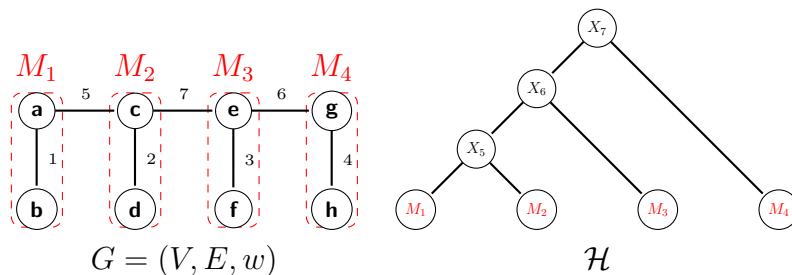 X₇
M₁ M₂ M₃ M₄
X₆
5 7 6
a c e g
X₅
1 2 3 4
b d f h
M₁ M₂ M₃ M₄
G = (V, E, w)
ℋ